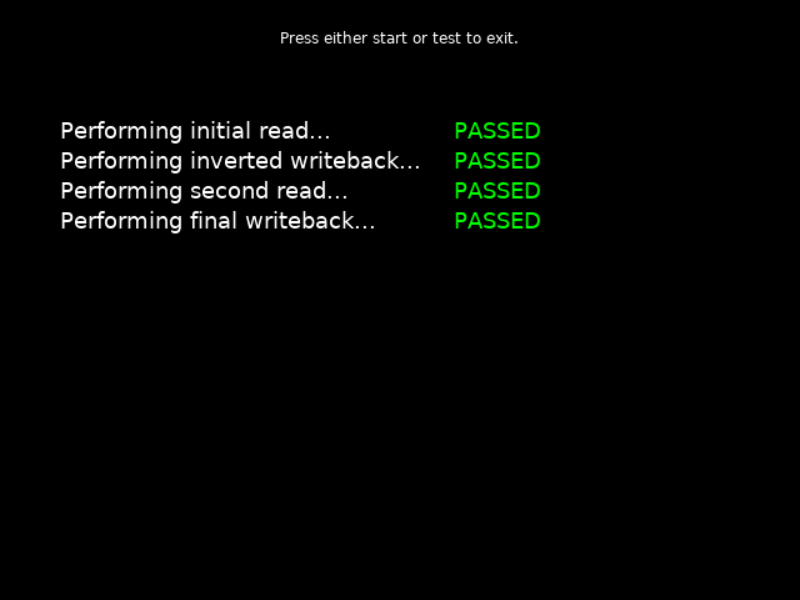 Press either start or test to exit.
Performing initial read... PASSED
Performing inverted writeback... PASSED
Performing second read... PASSED
Performing final writeback... PASSED